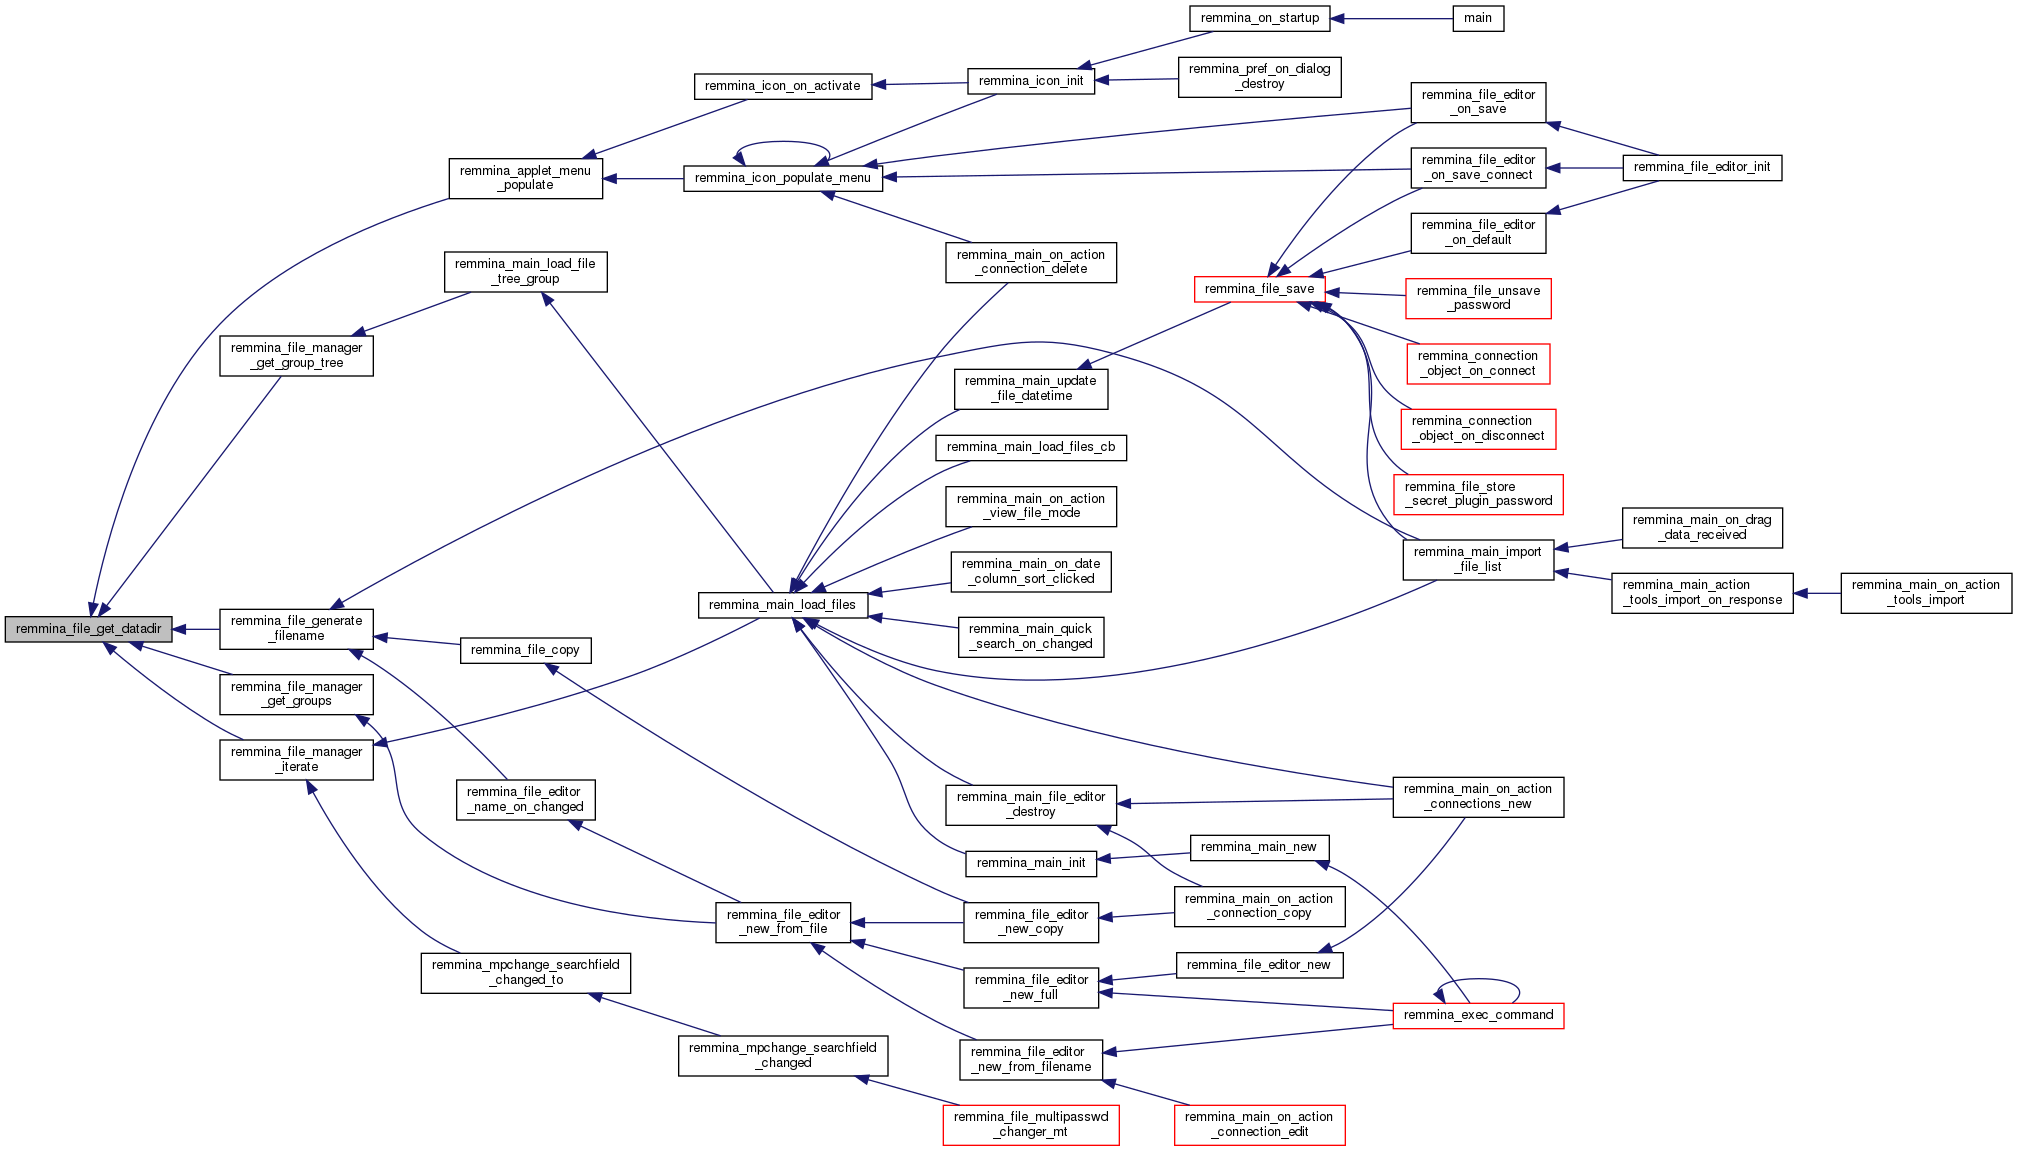 remmina_on_startup
main
remmina_pref_on_dialog
_destroy
remmina_icon_init
remmina_icon_on_activate
remmina_file_editor
_on_save
remmina_applet_menu
_populate
remmina_icon_populate_menu
remmina_file_editor
_on_save_connect
remmina_file_editor_init
remmina_file_editor
_on_default
remmina_main_on_action
_connection_delete
remmina_main_load_file
_tree_group
remmina_file_save
remmina_file_unsave
_password
remmina_file_manager
_get_group_tree
remmina_connection
_object_on_connect
remmina_main_update
_file_datetime
remmina_connection
_object_on_disconnect
remmina_main_load_files_cb
remmina_file_store
_secret_plugin_password
remmina_main_on_action
_view_file_mode
remmina_main_on_drag
_data_received
remmina_main_import
_file_list
remmina_main_on_date
_column_sort_clicked
remmina_main_action
_tools_import_on_response
remmina_main_on_action
_tools_import
remmina_main_load_files
remmina_file_get_datadir
remmina_file_generate
_filename
remmina_main_quick
_search_on_changed
remmina_file_copy
remmina_file_manager
_get_groups
remmina_file_manager
_iterate
remmina_file_editor
_name_on_changed
remmina_main_file_editor
_destroy
remmina_main_on_action
_connections_new
remmina_main_init
remmina_main_new
remmina_main_on_action
_connection_copy
remmina_file_editor
_new_from_file
remmina_file_editor
_new_copy
remmina_mpchange_searchfield
_changed_to
remmina_file_editor
_new_full
remmina_file_editor_new
remmina_exec_command
remmina_mpchange_searchfield
_changed
remmina_file_editor
_new_from_filename
remmina_file_multipasswd
_changer_mt
remmina_main_on_action
_connection_edit